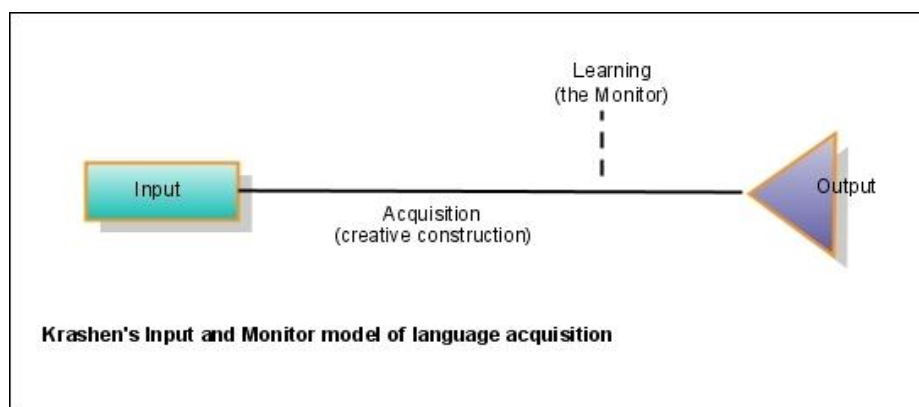 Learning
(the Monitor)
Input
Output
Acquisition
(creative construction)
Krashen's Input and Monitor model of language acquisition